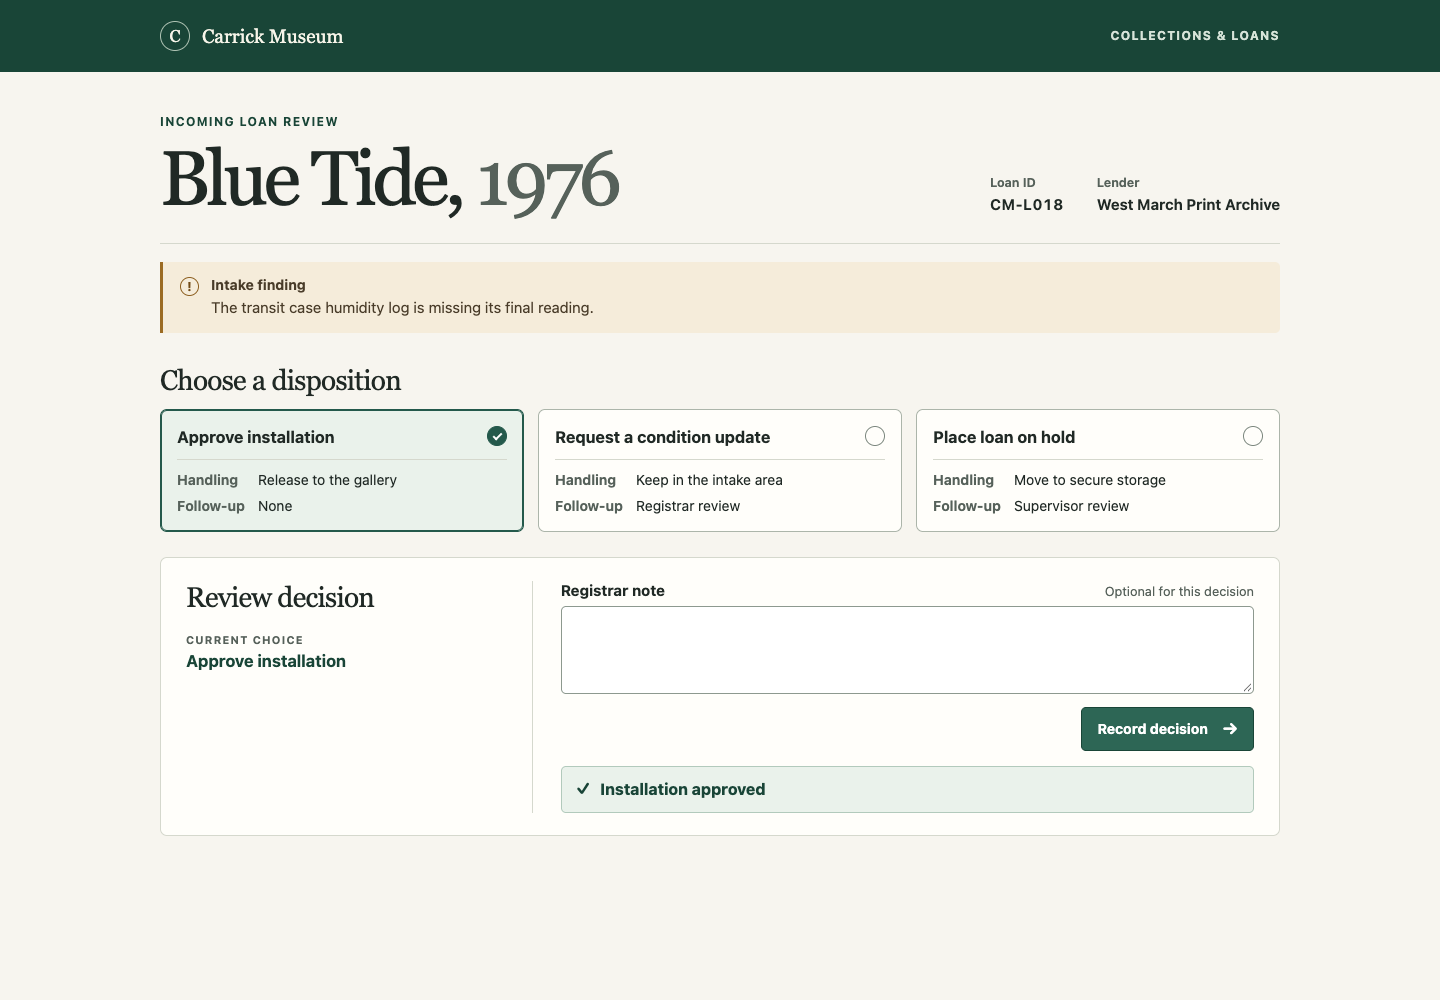 C Carrick Museum
COLLECTIONS & LOANS
INCOMING LOAN REVIEW
Blue Tide, 1976
Loan ID
CM-L018
Lender
West March Print Archive
! Intake finding
The transit case humidity log is missing its final reading.
Choose a disposition
Approve installation
Handling Release to the gallery
Follow-up None
Request a condition update
Handling Keep in the intake area
Follow-up Registrar review
Place loan on hold
Handling Move to secure storage
Follow-up Supervisor review
Review decision
CURRENT CHOICE
Approve installation
Registrar note
Optional for this decision
Record decision →
✓ Installation approved